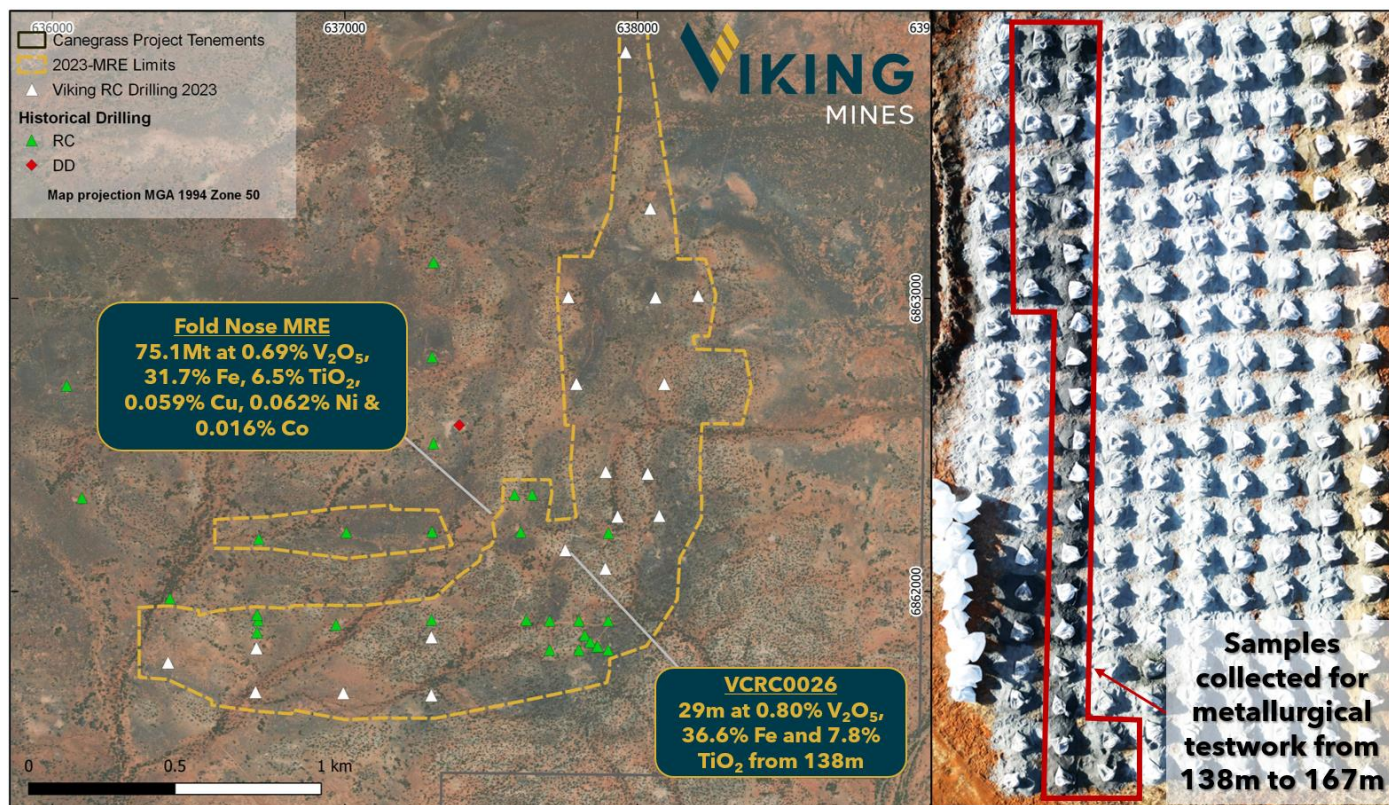 636000
637000
638000
639
Canegrass Project Tenements
2023-MRE Limits
Viking RC Drilling 2023
Historical Drilling
RC
DD
Map projection MGA 1994 Zone 50
VIKING
MINES
6863000
6862000
Fold Nose MRE
75.1Mt at 0.69% V₂O₅,
31.7% Fe, 6.5% TiO₂,
0.059% Cu, 0.062% Ni &
0.016% Co
VCRC0026
29m at 0.80% V₂O₅,
36.6% Fe and 7.8%
TiO₂ from 138m
0
0.5
1 km
Samples
collected for
metallurgical
testwork from
138m to 167m